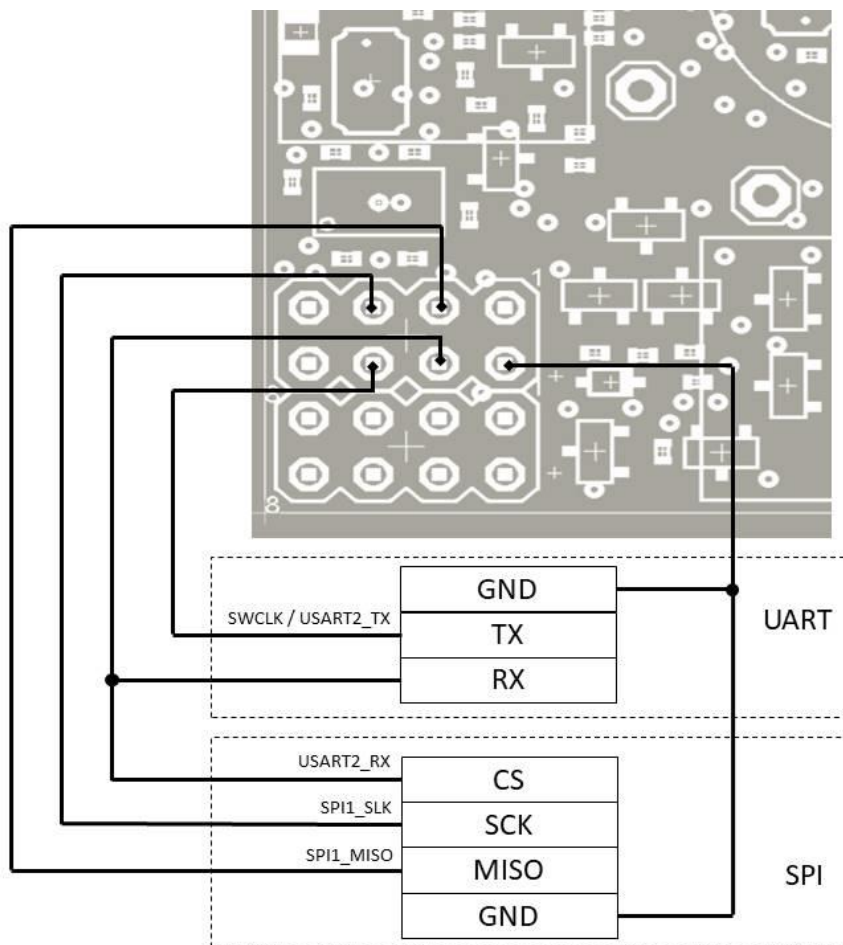 1
8
GND
UART
SWCLK / USART2_TX
TX
RX
USART2_RX
CS
SPI1_SLK
SCK
SPI1_MISO
MISO
SPI
GND